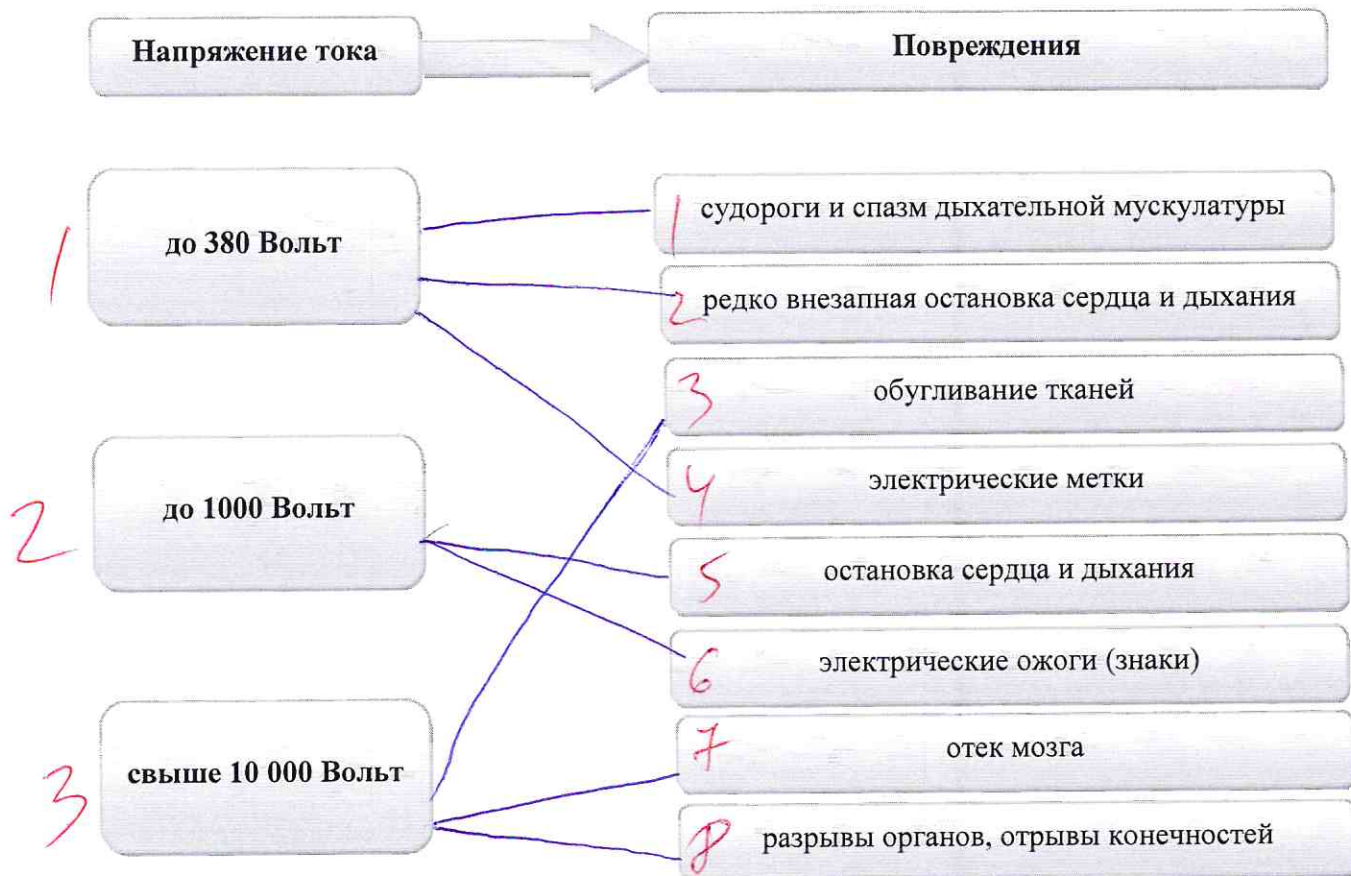 Напряжение тока
Повреждения
1
до 380 Вольт
1 судороги и спазм дыхательной мускулатуры
2 редко внезапная остановка сердца и дыхания
3 обугливание тканей
2
до 1000 Вольт
4 электрические метки
5 остановка сердца и дыхания
6 электрические ожоги (знаки)
3
свыше 10 000 Вольт
7 отек мозга
8 разрывы органов, отрывы конечностей